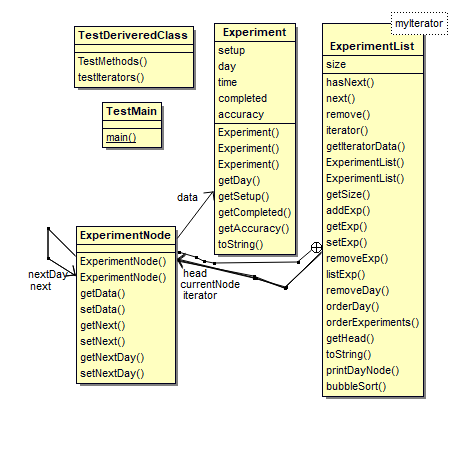 TestDeriveredClass
TestMethods()
testIterators()
TestMain
main()
Experiment
setup
day
time
completed
accuracy
Experiment()
Experiment()
Experiment()
getDay()
getSetup()
getCompleted()
getAccuracy()
toString()
myIterator
ExperimentList
size
hasNext()
next()
remove()
iterator()
getIteratorData()
ExperimentList()
ExperimentList()
getSize()
addExp()
getExp()
setExp()
removeExp()
listExp()
removeDay()
orderDay()
orderExperiments()
getHead()
toString()
printDayNode()
bubbleSort()
data
ExperimentNode
ExperimentNode()
ExperimentNode()
getData()
setData()
getNext()
setNext()
getNextDay()
setNextDay()
nextDay
next
head
currentNode
iterator